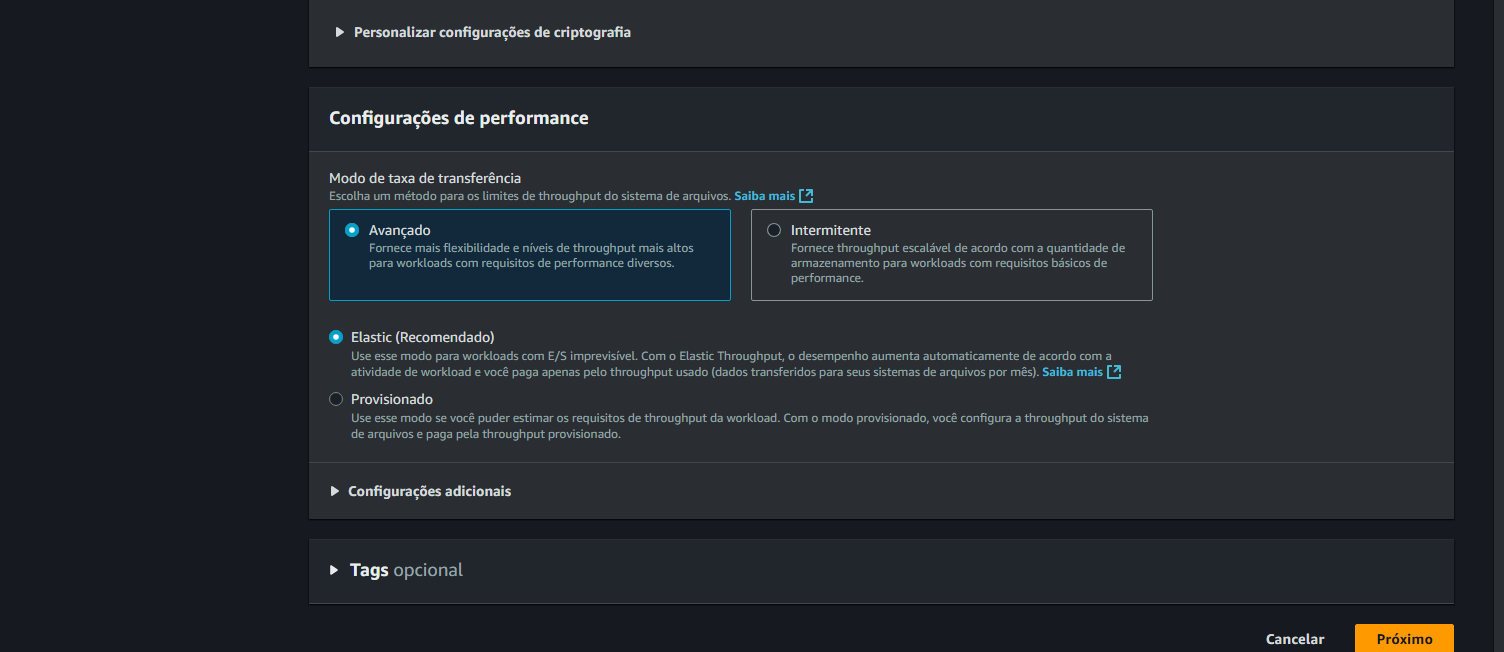 Personalizar configurações de criptografia
Configurações de performance
Modo de taxa de transferência
Escolha um método para os limites de throughput do sistema de arquivos. Saiba mais
Avançado
Fornece mais flexibilidade e níveis de throughput mais altos
para workloads com requisitos de performance diversos.
Intermitente
Fornece throughput escalável de acordo com a quantidade de
armazenamento para workloads com requisitos básicos de
performance.
Elastic (Recomendado)
Use esse modo para workloads com E/S imprevisível. Com o Elastic Throughput, o desempenho aumenta automaticamente de acordo com a
atividade de workload e você paga apenas pelo throughput usado (dados transferidos para seus sistemas de arquivos por mês). Saiba mais
Provisionado
Use esse modo se você puder estimar os requisitos de throughput da workload. Com o modo provisionado, você configura a throughput do sistema
de arquivos e paga pela throughput provisionado.
Configurações adicionais
Tags opcional
Cancelar
Próximo